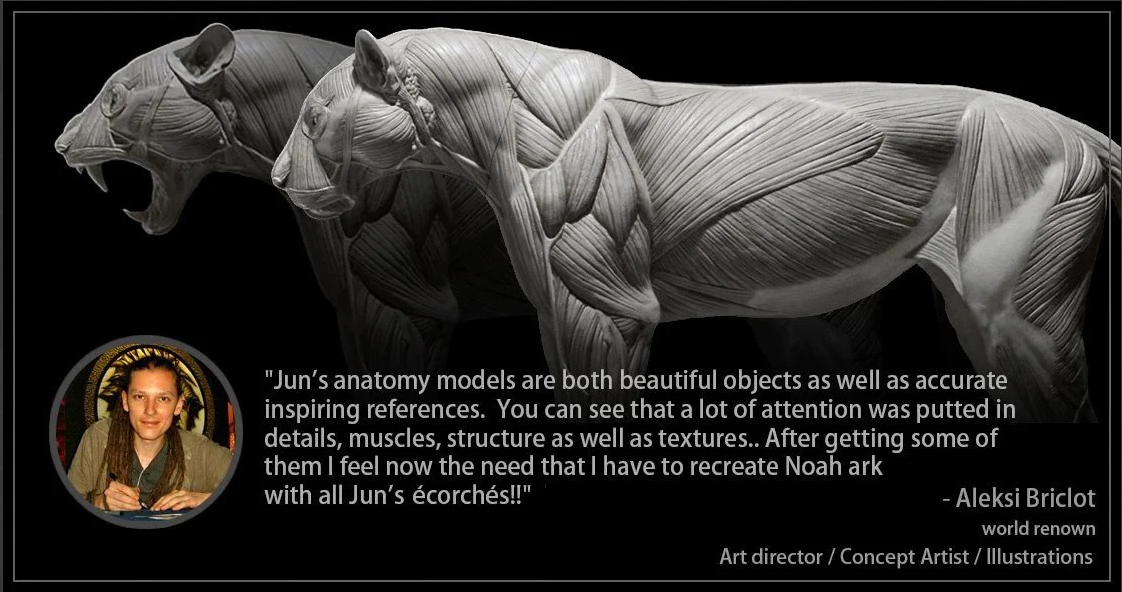 "Jun's anatomy models are both beautiful objects as well as accurate
inspiring references.  You can see that a lot of attention was putted in
details, muscles, structure as well as textures.. After getting some of
them I feel now the need that I have to recreate Noah ark
with all Jun's écorchés!!"
- Aleksi Briclot
world renown
Art director / Concept Artist / Illustrations